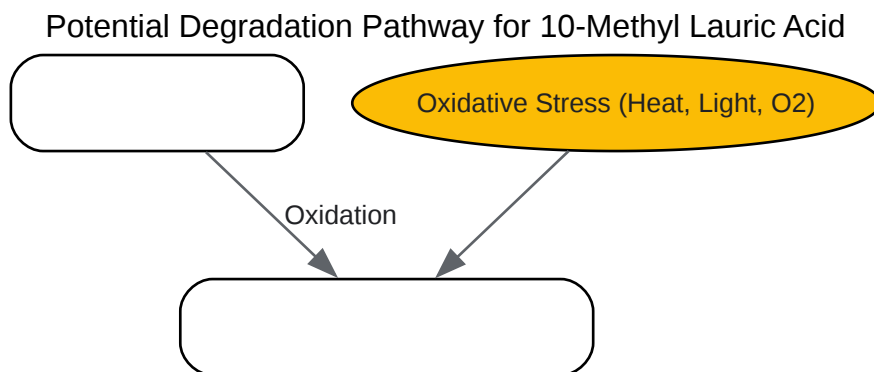 Potential Degradation Pathway for 10-Methyl Lauric Acid
Oxidative Stress (Heat, Light, O2)
Oxidation